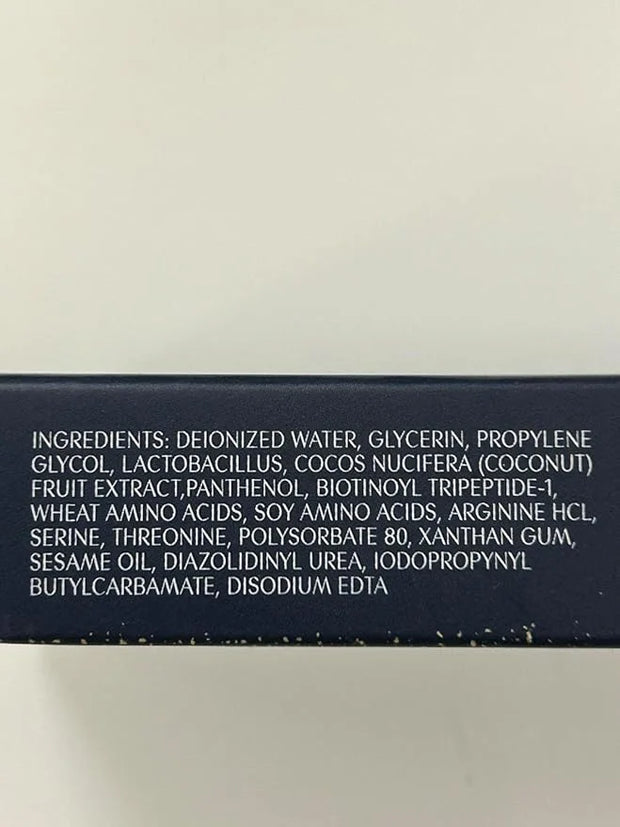 INGREDIENTS: DEIONIZED WATER, GLYCERIN, PROPYLENE
GLYCOL, LACTOBACILLUS, COCOS NUCIFERA (COCONUT)
FRUIT EXTRACT,PANTHENOL, BIOTINOYL TRIPEPTIDE-1,
WHEAT AMINO ACIDS, SOY AMINO ACIDS, ARGININE HCL,
SERINE, THREONINE, POLYSORBATE 80, XANTHAN GUM,
SESAME OIL, DIAZOLIDINYL UREA, IODOPROPYNYL
BUTYLCARBAMATE, DISODIUM EDTA